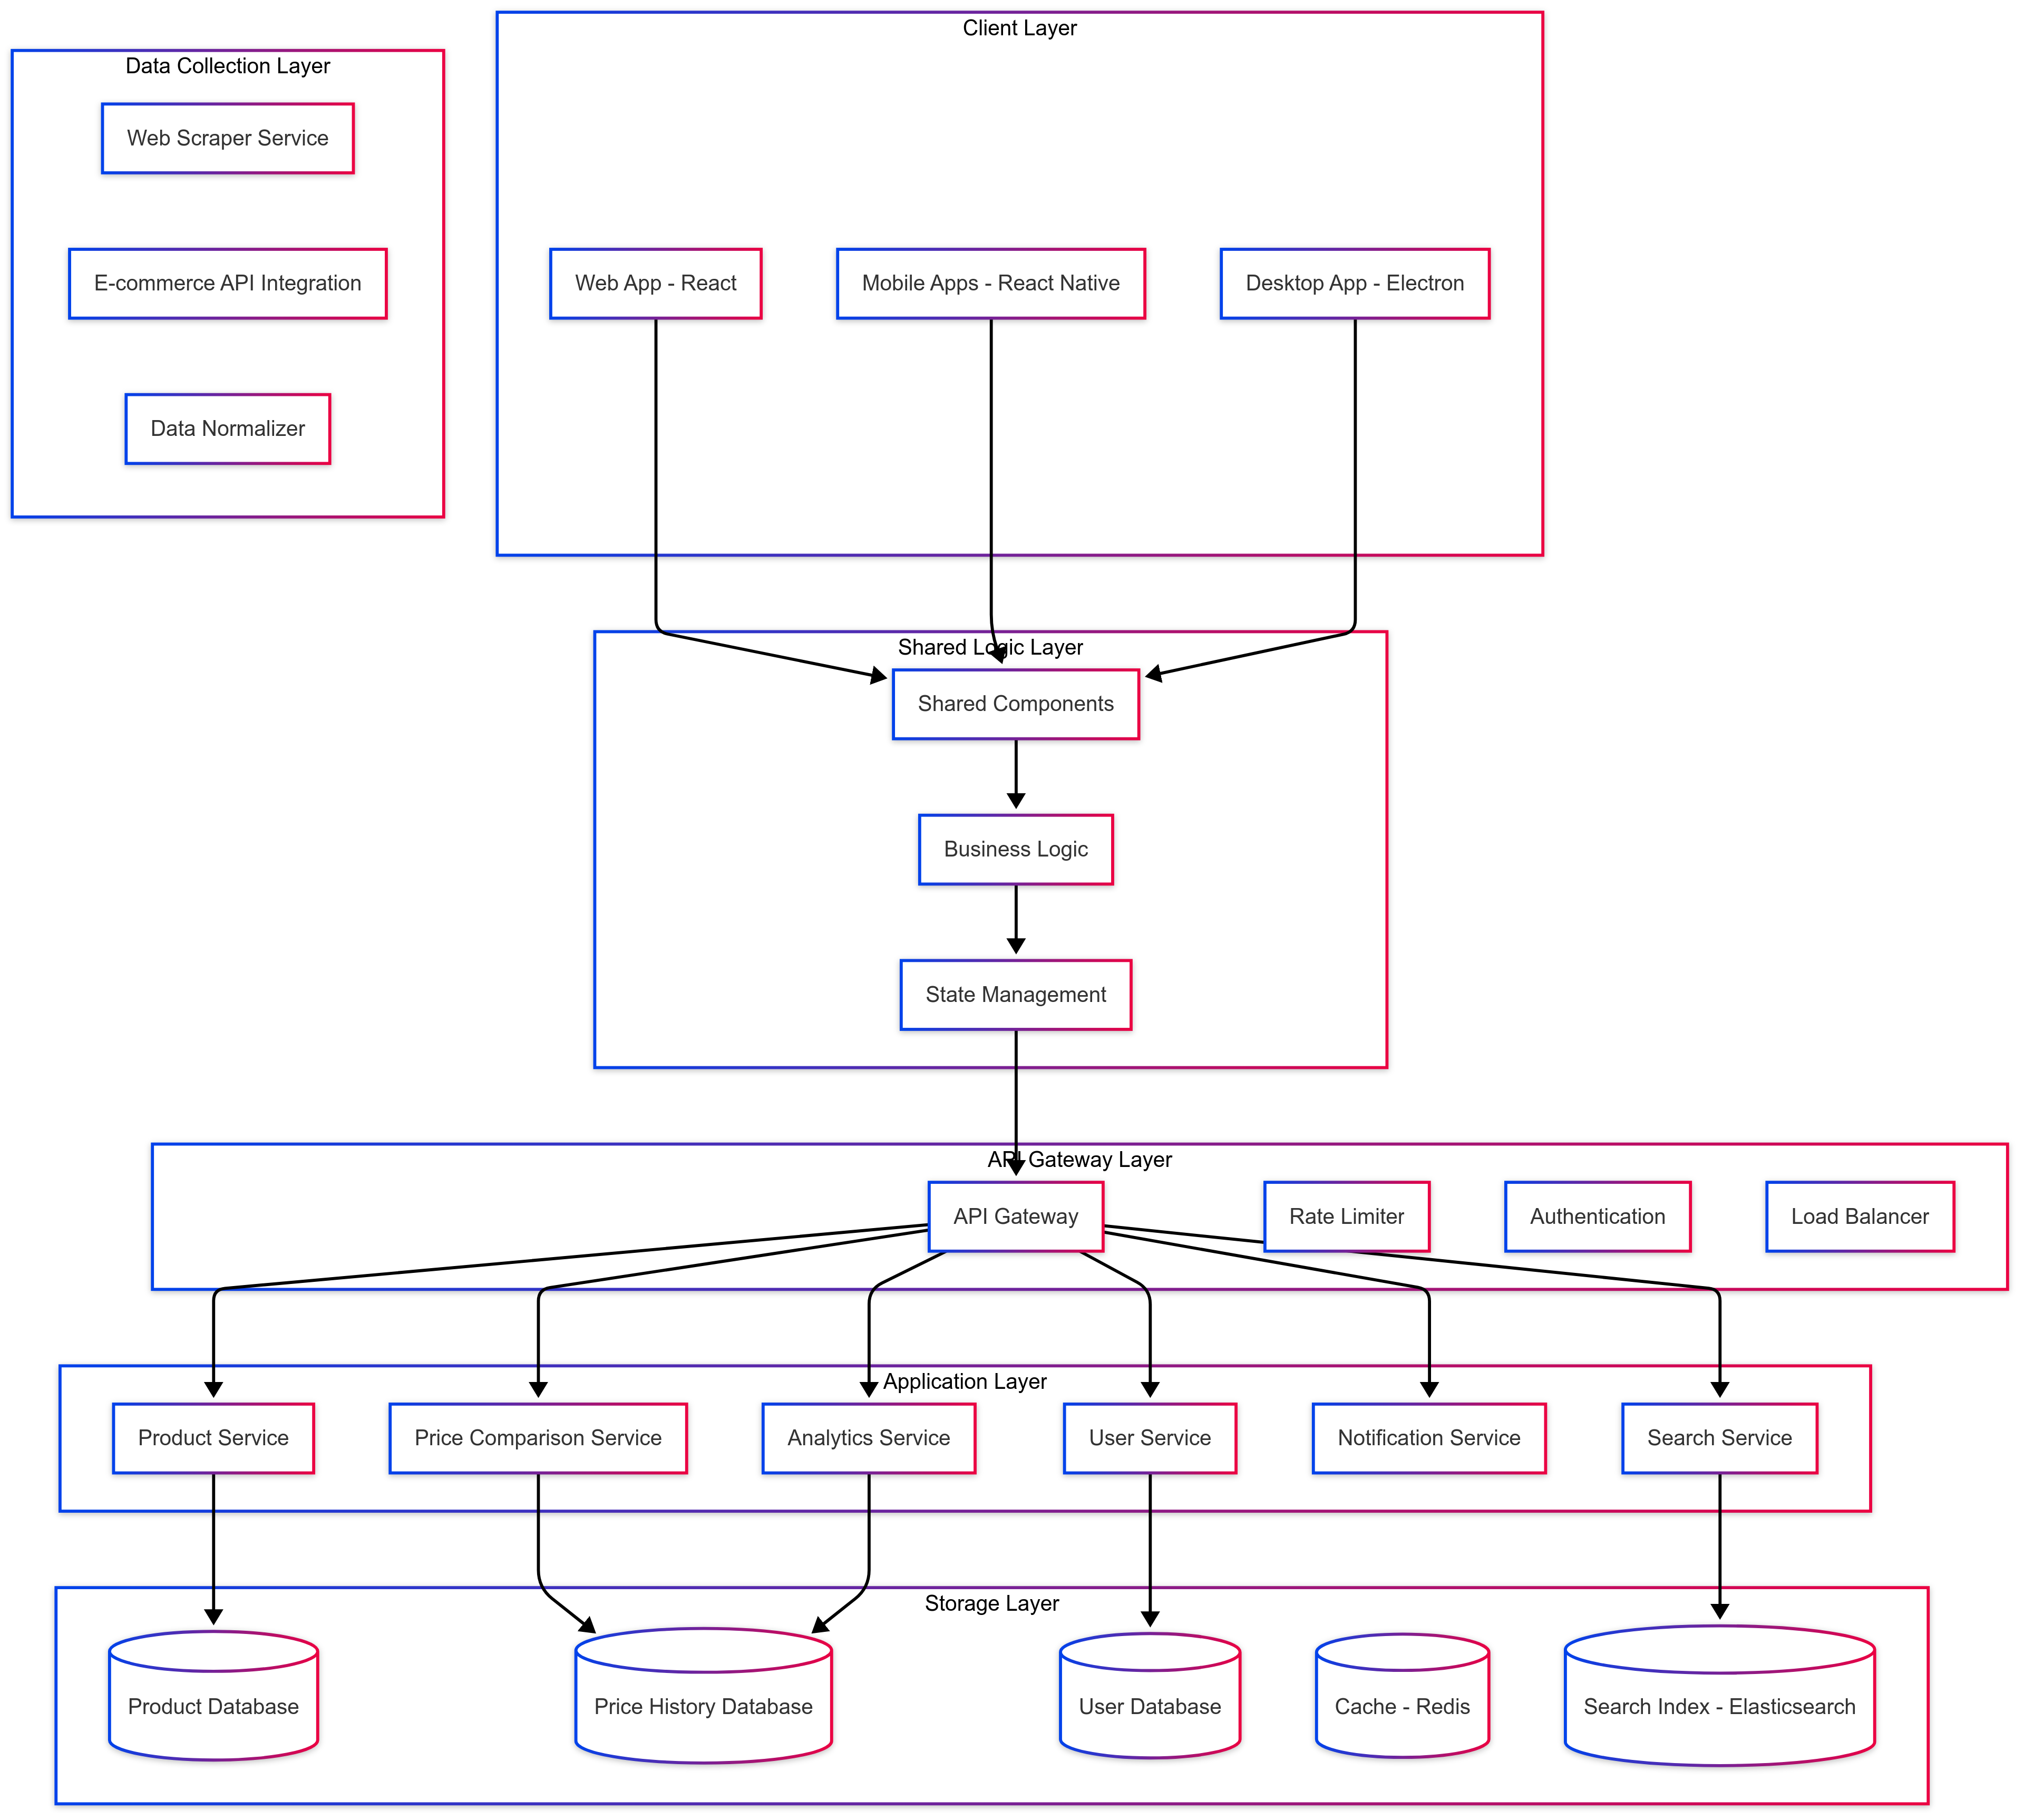 Data Collection Layer
Web Scraper Service
E-commerce API Integration
Data Normalizer
Client Layer
Web App - React
Mobile Apps - React Native
Desktop App - Electron
Shared Logic Layer
Shared Components
Business Logic
State Management
API Gateway Layer
API Gateway
Rate Limiter
Authentication
Load Balancer
Application Layer
Product Service
Price Comparison Service
Analytics Service
User Service
Notification Service
Search Service
Storage Layer
Product Database
Price History Database
User Database
Cache - Redis
Search Index - Elasticsearch